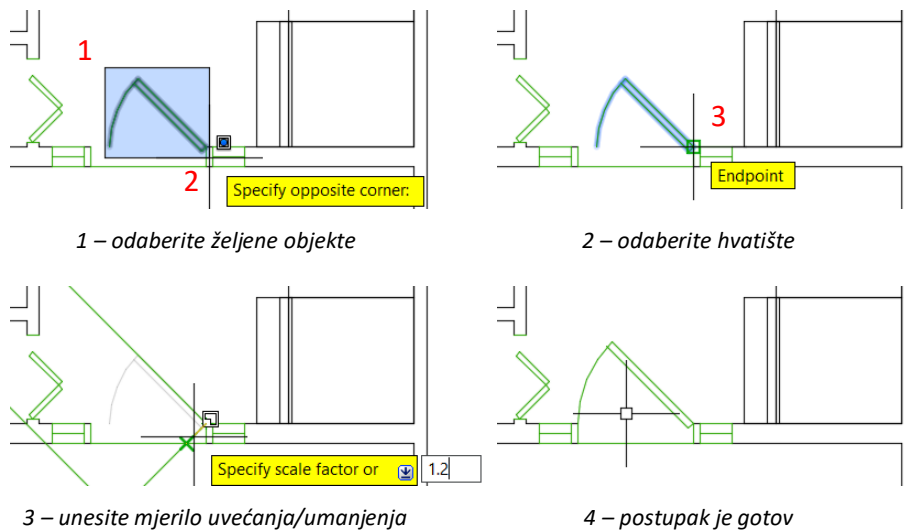 1
2
Specify opposite corner:
3
Endpoint
1 – odaberite željene objekte
2 – odaberite hvatište
Specify scale factor or 1.2
3 – unesite mjerilo uvećanja/umanjenja
4 – postupak je gotov